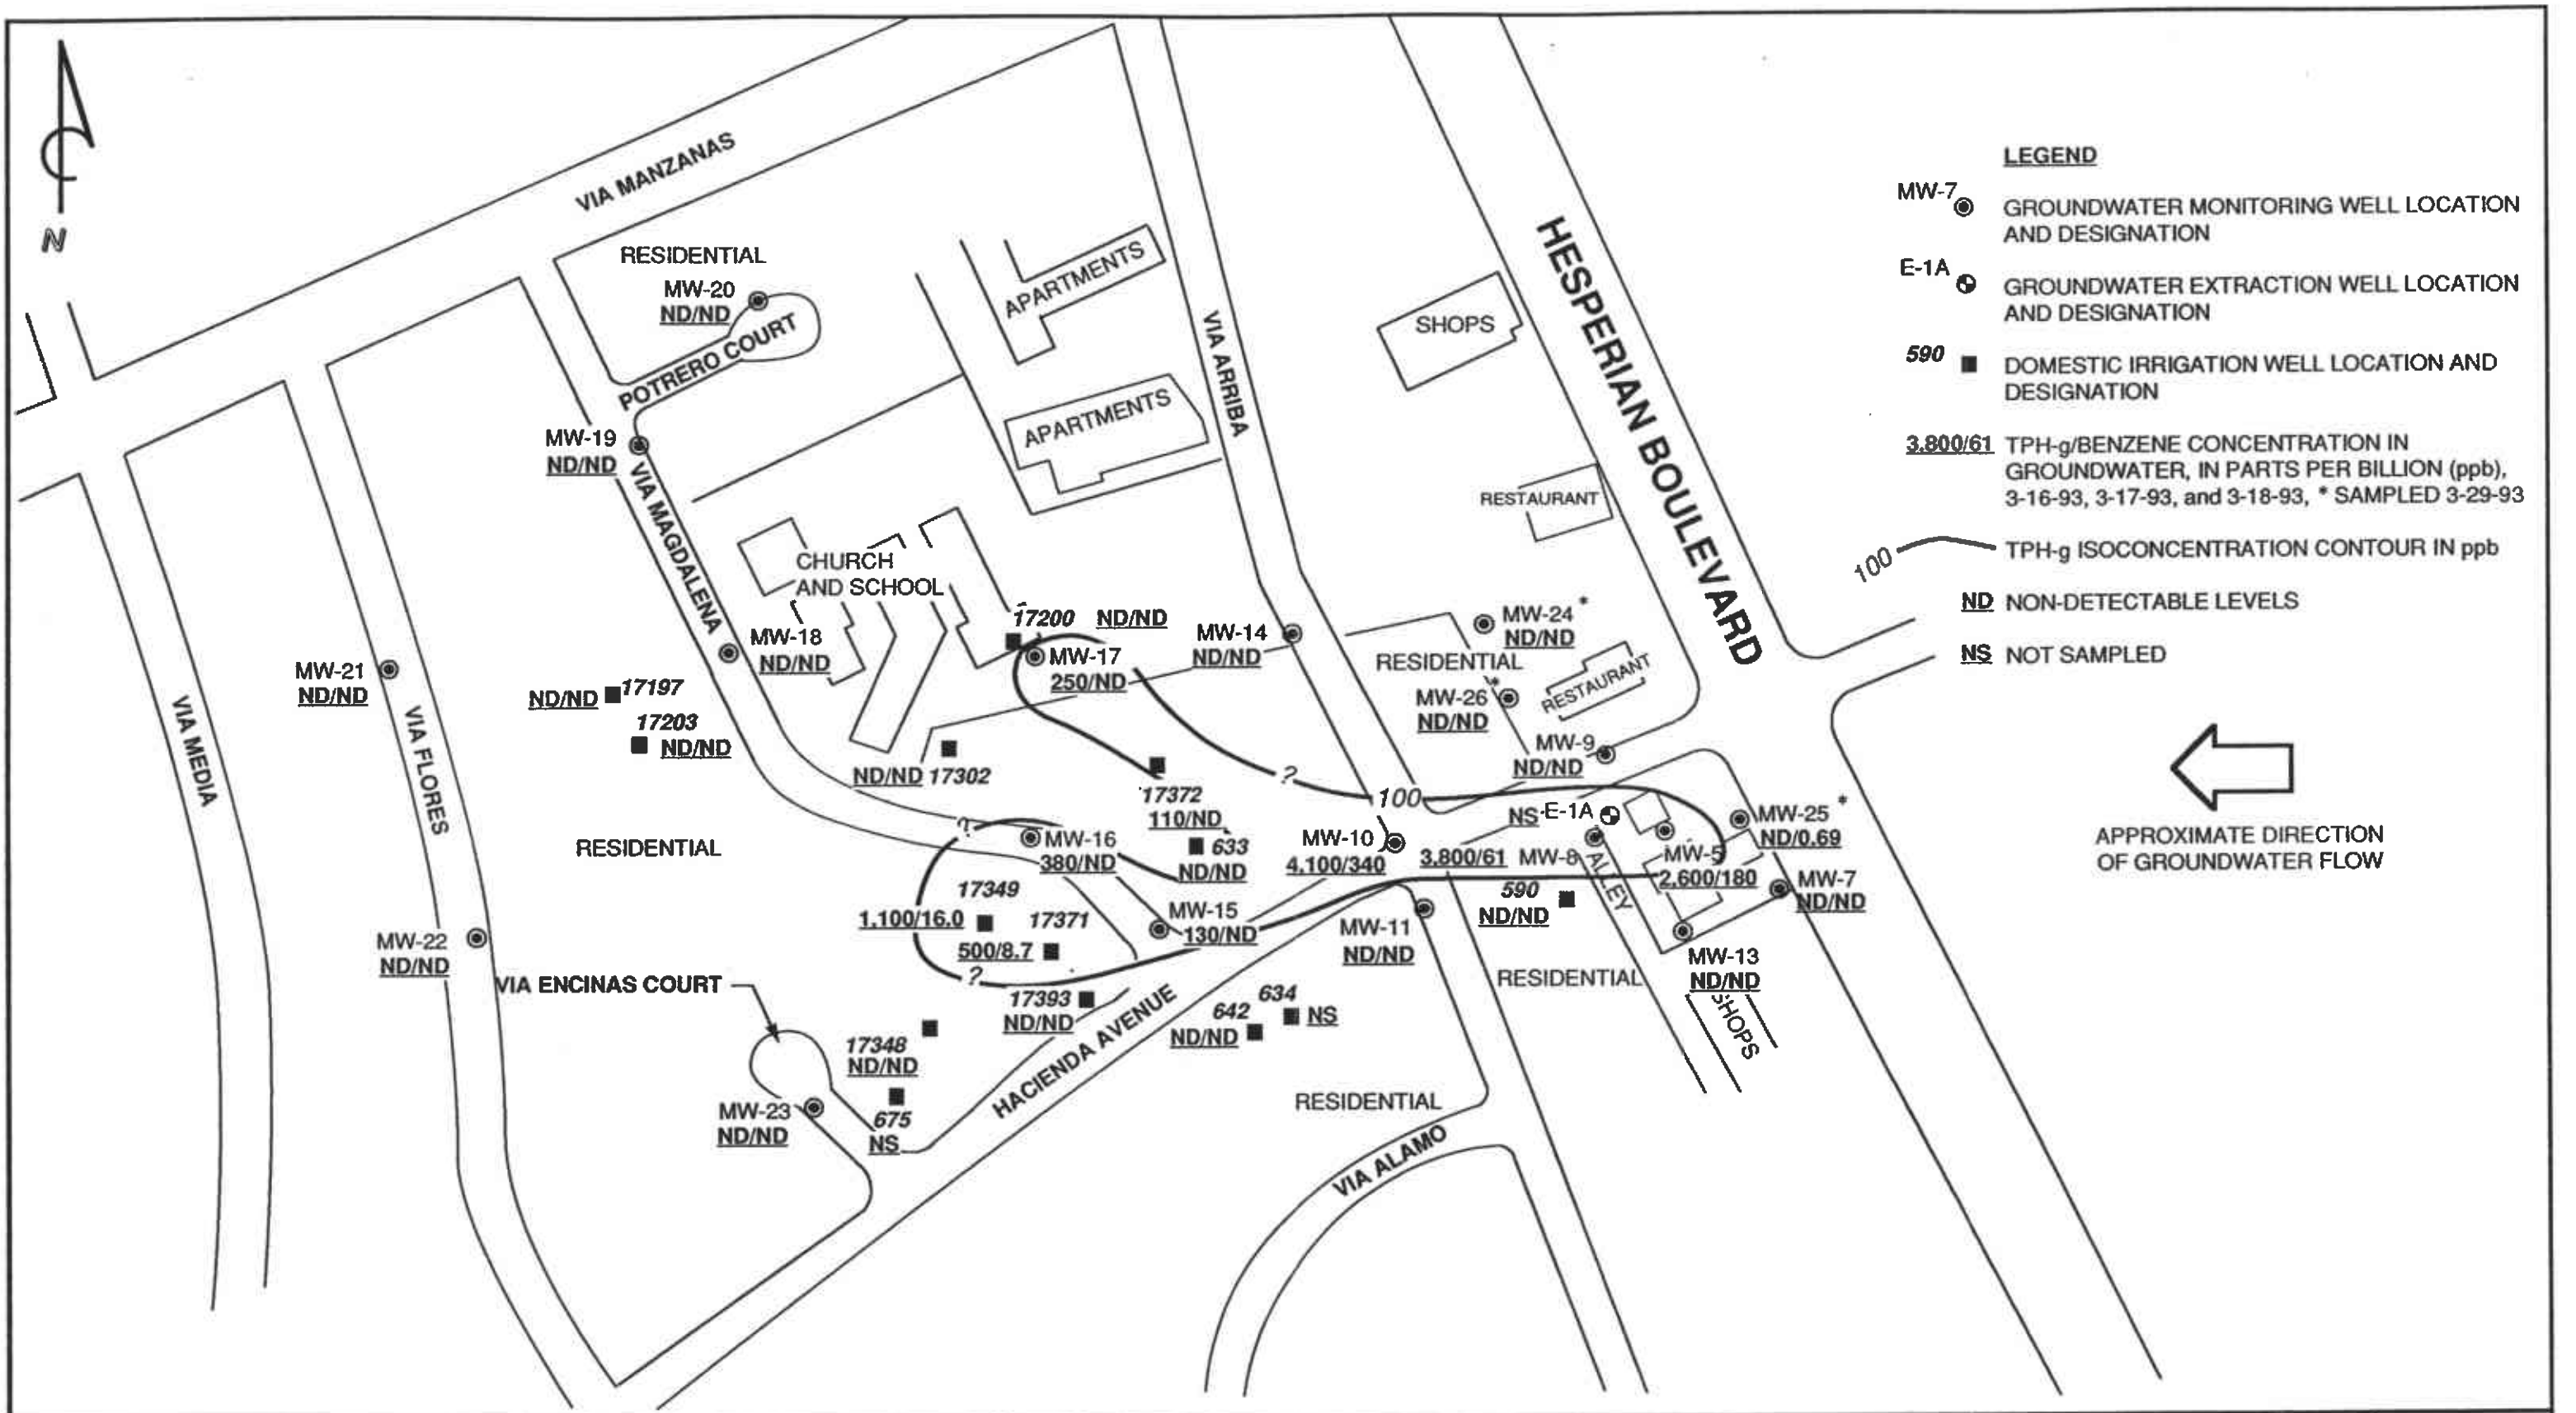 N
VIA MANZANAS
RESIDENTIAL
MW-20
ND/ND
POTRERO COURT
APARTMENTS
APARTMENTS
VIA ARRIBA
SHOPS
HESPERIAN BOULEVARD
RESTAURANT
LEGEND
MW-7
GROUNDWATER MONITORING WELL LOCATION
AND DESIGNATION
E-1A
GROUNDWATER EXTRACTION WELL LOCATION
AND DESIGNATION
590
DOMESTIC IRRIGATION WELL LOCATION AND
DESIGNATION
3.800/61
TPH-g/BENZENE CONCENTRATION IN
GROUNDWATER, IN PARTS PER BILLION (ppb),
3-16-93, 3-17-93, and 3-18-93, * SAMPLED 3-29-93
100
TPH-g ISOCONCENTRATION CONTOUR IN ppb
ND NON-DETECTABLE LEVELS
NS NOT SAMPLED
MW-19
ND/ND
VIA MAGDALENA
CHURCH
AND SCHOOL
MW-18
ND/ND
17200 ND/ND
MW-17
250/ND
MW-14
ND/ND
MW-24 *
ND/ND
RESIDENTIAL
MW-26 *
ND/ND
RESTAURANT
MW-9
ND/ND
MW-21
ND/ND
VIA MEDIA
VIA FLORES
ND/ND 17197
17203
ND/ND
ND/ND 17302
?
17372
110/ND
100
NS E-1A
MW-25 *
ND/0.69
APPROXIMATE DIRECTION
OF GROUNDWATER FLOW
RESIDENTIAL
?
MW-16
380/ND
633
ND/ND
MW-10
4.100/340
3.800/61 MW-8
ALLEY
MW-5
2,600/180
MW-7
ND/ND
17349
1,100/16.0
17371
500/8.7
MW-15
130/ND
MW-11
ND/ND
590
ND/ND
MW-13
ND/ND
SHOPS
RESIDENTIAL
MW-22
ND/ND
VIA ENCINAS COURT
?
17393
ND/ND
HACIENDA AVENUE
642
ND/ND
634
NS
17348
ND/ND
MW-23
ND/ND
675
NS
RESIDENTIAL
VIA ALAMO